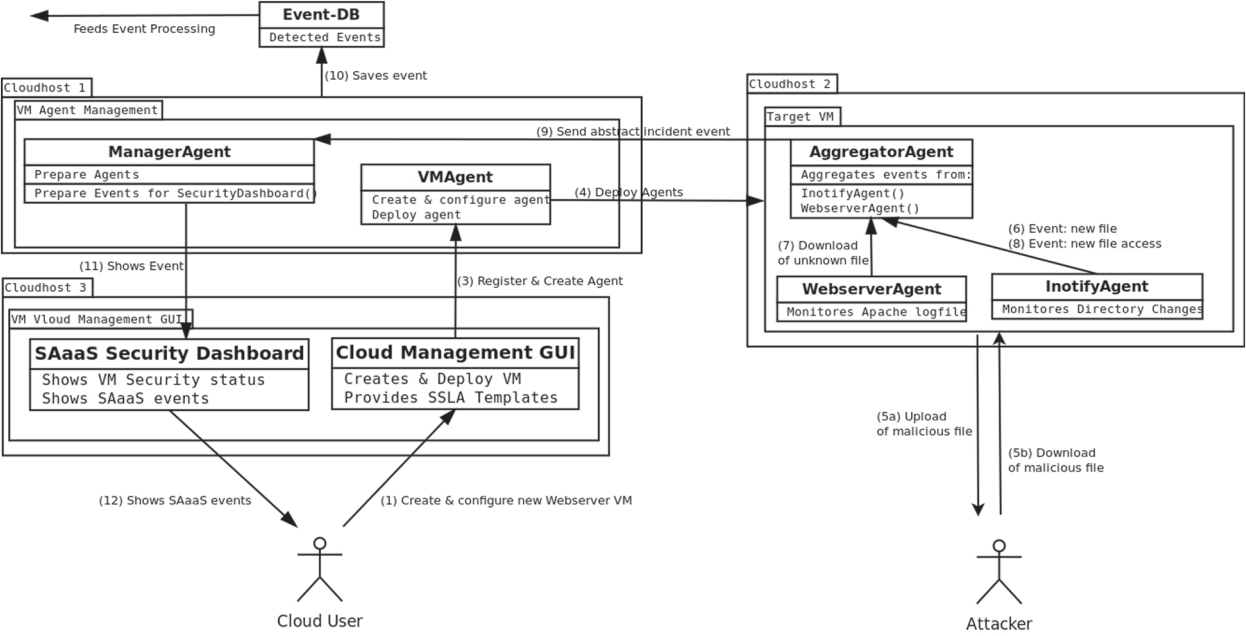 Event-DB
Detected Events
Feeds Event Processing
(10) Saves event
Cloudhost 1
VM Agent Management
ManagerAgent
Prepare Agents
Prepare Events for SecurityDashboard()
VMAgent
Create & configure agent
Deploy agent
(9) Send abstract incident event
(4) Deploy Agents
Cloudhost 2
Target VM
AggregatorAgent
Aggregates events from:
InotifyAgent()
WebserverAgent()
(6) Event: new file
(8) Event: new file access
(7) Download
of unknown file
WebserverAgent
Monitores Apache logfile
InotifyAgent
Monitores Directory Changes
(11) Shows Event
(3) Register & Create Agent
Cloudhost 3
VM Vloud Management GUI
SAaaS Security Dashboard
Shows VM Security status
Shows SAaaS events
Cloud Management GUI
Creates & Deploy VM
Provides SSLA Templates
(5a) Upload
of malicious file
(5b) Download
of malicious file
(12) Shows SAaaS events
(1) Create & configure new Webserver VM
Cloud User
Attacker